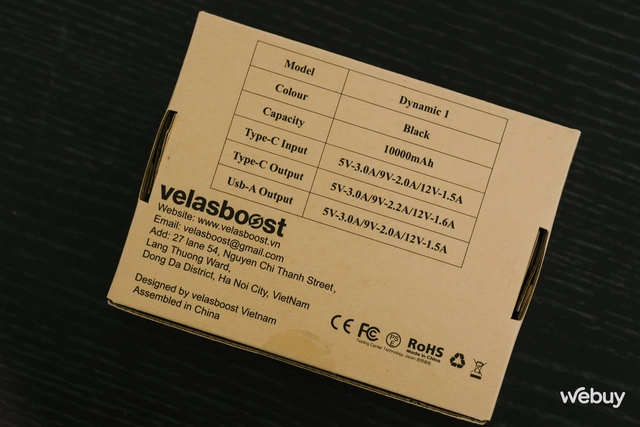 Model Dynamic 1
Colour Black
Capacity 10000mAh
Type-C Input 5V-3.0A/9V-2.0A/12V-1.5A
Type-C Output 5V-3.0A/9V-2.2A/12V-1.6A
Usb-A Output 5V-3.0A/9V-2.0A/12V-1.5A
velasboost
Website: www.velasboost.vn
Email: velasboost@gmail.com
Add: 27 lane 54, Nguyen Chi Thanh Street,
Lang Thuong Ward,
Dong Da District, Ha Noi City, VietNam
Designed by velasboost Vietnam
Assembled in China
CE FC PSE RoHS
Made in China
Webuy